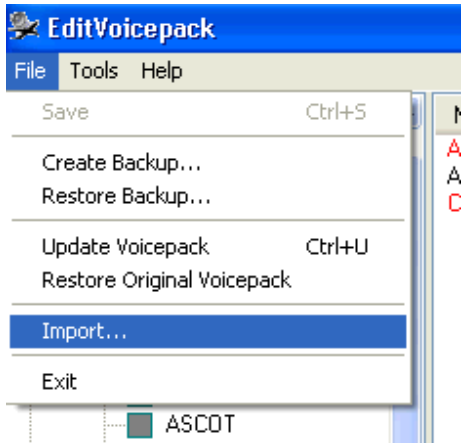 EditVoicepack
File Tools Help
Save Ctrl+S
Create Backup...
Restore Backup...
Update Voicepack Ctrl+U
Restore Original Voicepack
Import...
Exit
ASCOT